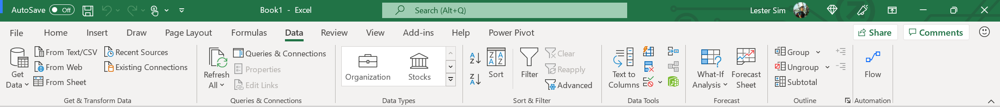 AutoSave Off Book1 - Excel Search (Alt+Q) Lester Sim
File Home Insert Draw Page Layout Formulas Data Review View Add-ins Help Power Pivot Share Comments
Get Data
From Text/CSV
From Web
From Sheet
Recent Sources
Existing Connections
Get & Transform Data
Refresh All
Queries & Connections
Properties
Edit Links
Queries & Connections
Organization
Stocks
Data Types
Sort
Filter
Clear
Reapply
Advanced
Sort & Filter
Text to
Columns
Data Tools
What-If
Analysis
Forecast
Sheet
Forecast
Group
Ungroup
Subtotal
Outline
Flow
Automation